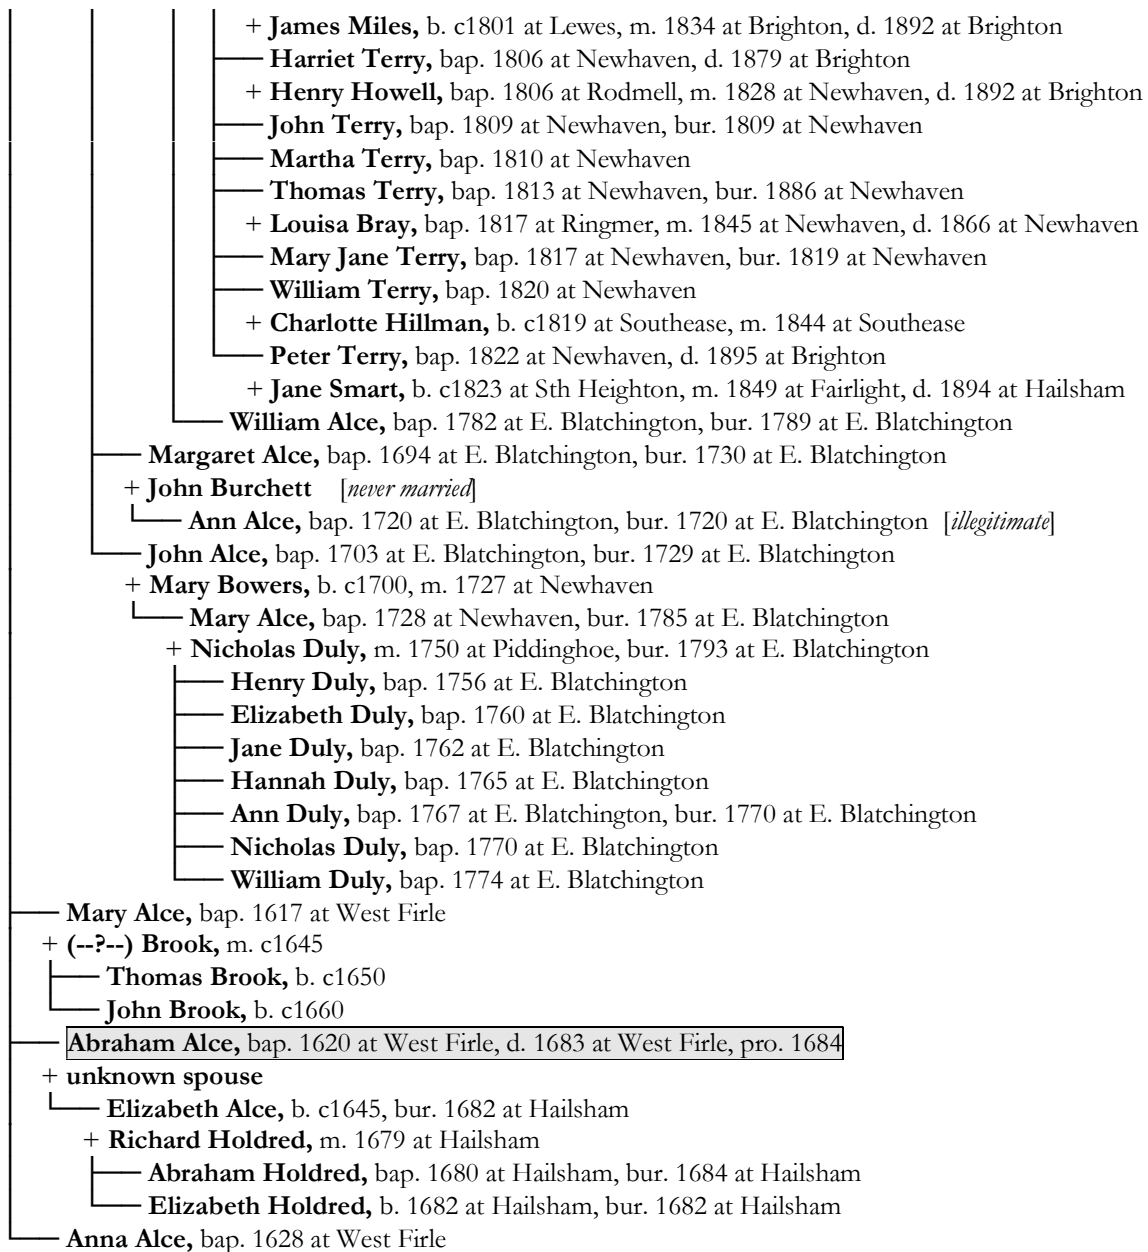 + James Miles, b. c1801 at Lewes, m. 1834 at Brighton, d. 1892 at Brighton
Harriet Terry, bap. 1806 at Newhaven, d. 1879 at Brighton
+ Henry Howell, bap. 1806 at Rodmell, m. 1828 at Newhaven, d. 1892 at Brighton
John Terry, bap. 1809 at Newhaven, bur. 1809 at Newhaven
Martha Terry, bap. 1810 at Newhaven
Thomas Terry, bap. 1813 at Newhaven, bur. 1886 at Newhaven
+ Louisa Bray, bap. 1817 at Ringmer, m. 1845 at Newhaven, d. 1866 at Newhaven
Mary Jane Terry, bap. 1817 at Newhaven, bur. 1819 at Newhaven
William Terry, bap. 1820 at Newhaven
+ Charlotte Hillman, b. c1819 at Southease, m. 1844 at Southease
Peter Terry, bap. 1822 at Newhaven, d. 1895 at Brighton
+ Jane Smart, b. c1823 at Sth Heighton, m. 1849 at Fairlight, d. 1894 at Hailsham
William Alce, bap. 1782 at E. Blatchington, bur. 1789 at E. Blatchington
Margaret Alce, bap. 1694 at E. Blatchington, bur. 1730 at E. Blatchington
+ John Burchett [never married]
Ann Alce, bap. 1720 at E. Blatchington, bur. 1720 at E. Blatchington [illegitimate]
John Alce, bap. 1703 at E. Blatchington, bur. 1729 at E. Blatchington
+ Mary Bowers, b. c1700, m. 1727 at Newhaven
Mary Alce, bap. 1728 at Newhaven, bur. 1785 at E. Blatchington
+ Nicholas Duly, m. 1750 at Piddinghoe, bur. 1793 at E. Blatchington
Henry Duly, bap. 1756 at E. Blatchington
Elizabeth Duly, bap. 1760 at E. Blatchington
Jane Duly, bap. 1762 at E. Blatchington
Hannah Duly, bap. 1765 at E. Blatchington
Ann Duly, bap. 1767 at E. Blatchington, bur. 1770 at E. Blatchington
Nicholas Duly, bap. 1770 at E. Blatchington
William Duly, bap. 1774 at E. Blatchington
Mary Alce, bap. 1617 at West Firle
+ (--?--) Brook, m. c1645
Thomas Brook, b. c1650
John Brook, b. c1660
Abraham Alce, bap. 1620 at West Firle, d. 1683 at West Firle, pro. 1684
+ unknown spouse
Elizabeth Alce, b. c1645, bur. 1682 at Hailsham
+ Richard Holdred, m. 1679 at Hailsham
Abraham Holdred, bap. 1680 at Hailsham, bur. 1684 at Hailsham
Elizabeth Holdred, b. 1682 at Hailsham, bur. 1682 at Hailsham
Anna Alce, bap. 1628 at West Firle